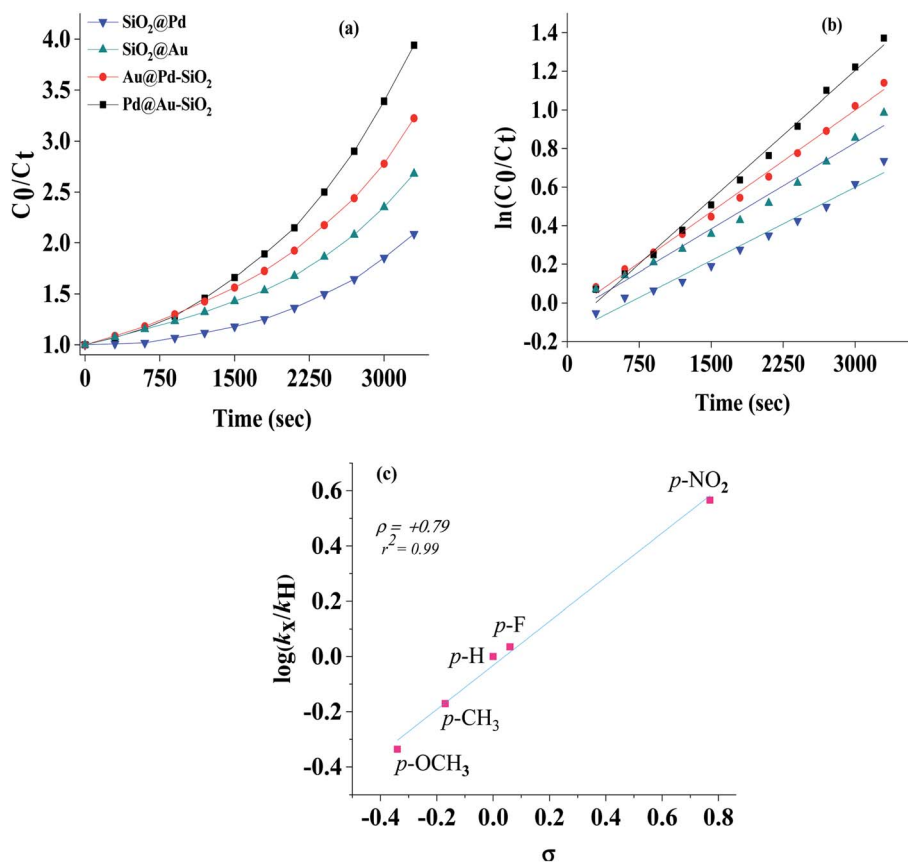 SiO₂@Pd
SiO₂@Au
Au@Pd-SiO₂
Pd@Au-SiO₂
(a)
C0/Ct
4.0
3.5
3.0
2.5
2.0
1.5
1.0
0 750 1500 2250 3000
Time (sec)
(b)
ln(C0/Ct)
1.4
1.2
1.0
0.8
0.6
0.4
0.2
0.0
-0.2
0 750 1500 2250 3000
Time (sec)
(c)
ρ = +0.79
r² = 0.99
log(kX/kH)
0.6
0.4
0.2
0.0
-0.2
-0.4
p-NO₂
p-F
p-H
p-CH₃
p-OCH₃
-0.4 -0.2 0.0 0.2 0.4 0.6 0.8
σ